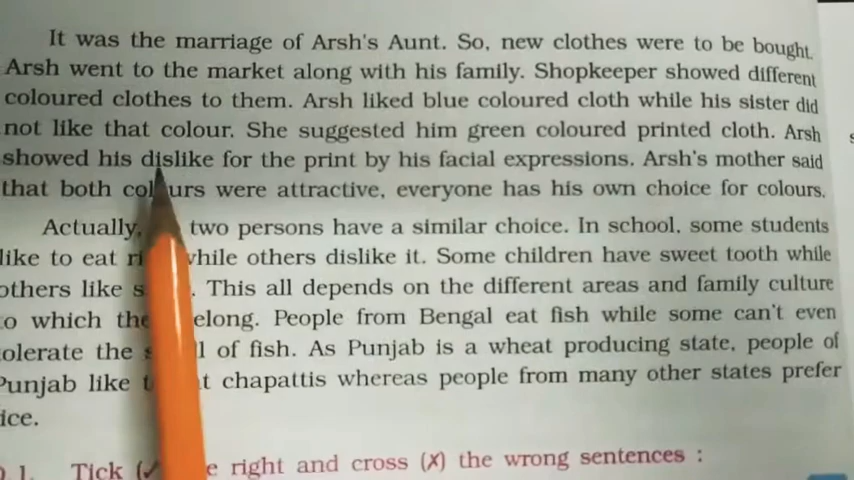 It was the marriage of Arsh's Aunt. So, new clothes were to be bought.
Arsh went to the market along with his family. Shopkeeper showed different
coloured clothes to them. Arsh liked blue coloured cloth while his sister did
not like that colour. She suggested him green coloured printed cloth. Arsh
showed his dislike for the print by his facial expressions. Arsh's mother said
that both colours were attractive, everyone has his own choice for colours.
Actually, two persons have a similar choice. In school, some students
like to eat while others dislike it. Some children have sweet tooth while
others like . This all depends on the different areas and family culture
o which belong. People from Bengal eat fish while some can't even
olerate the of fish. As Punjab is a wheat producing state, people of
Punjab like chapattis whereas people from many other states prefer
ice.
1. Tick (✓ right and cross (✗) the wrong sentences :